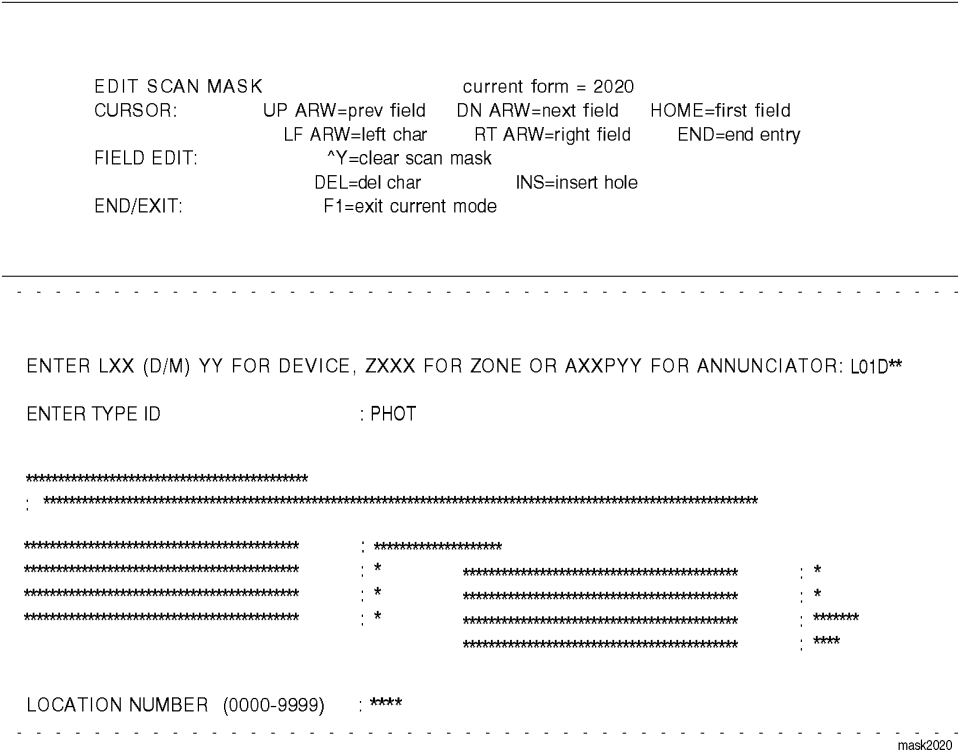 EDIT SCAN MASK current form = 2020
CURSOR: UP ARW=prev field DN ARW=next field HOME=first field
LF ARW=left char RT ARW=right field END=end entry
FIELD EDIT: ^Y=clear scan mask
DEL=del char INS=insert hole
END/EXIT: F1=exit current mode
ENTER LXX (D/M) YY FOR DEVICE, ZXXX FOR ZONE OR AXXPYY FOR ANNUNCIATOR: L01D**
ENTER TYPE ID : PHOT
********************************************
: ****************************************************************************************************************
******************************************* : ********************
******************************************* : * ******************************************* : *
******************************************* : * ******************************************* : *
******************************************* : * ******************************************* : *******
******************************************* : ****
LOCATION NUMBER (0000-9999) : ****
mask2020